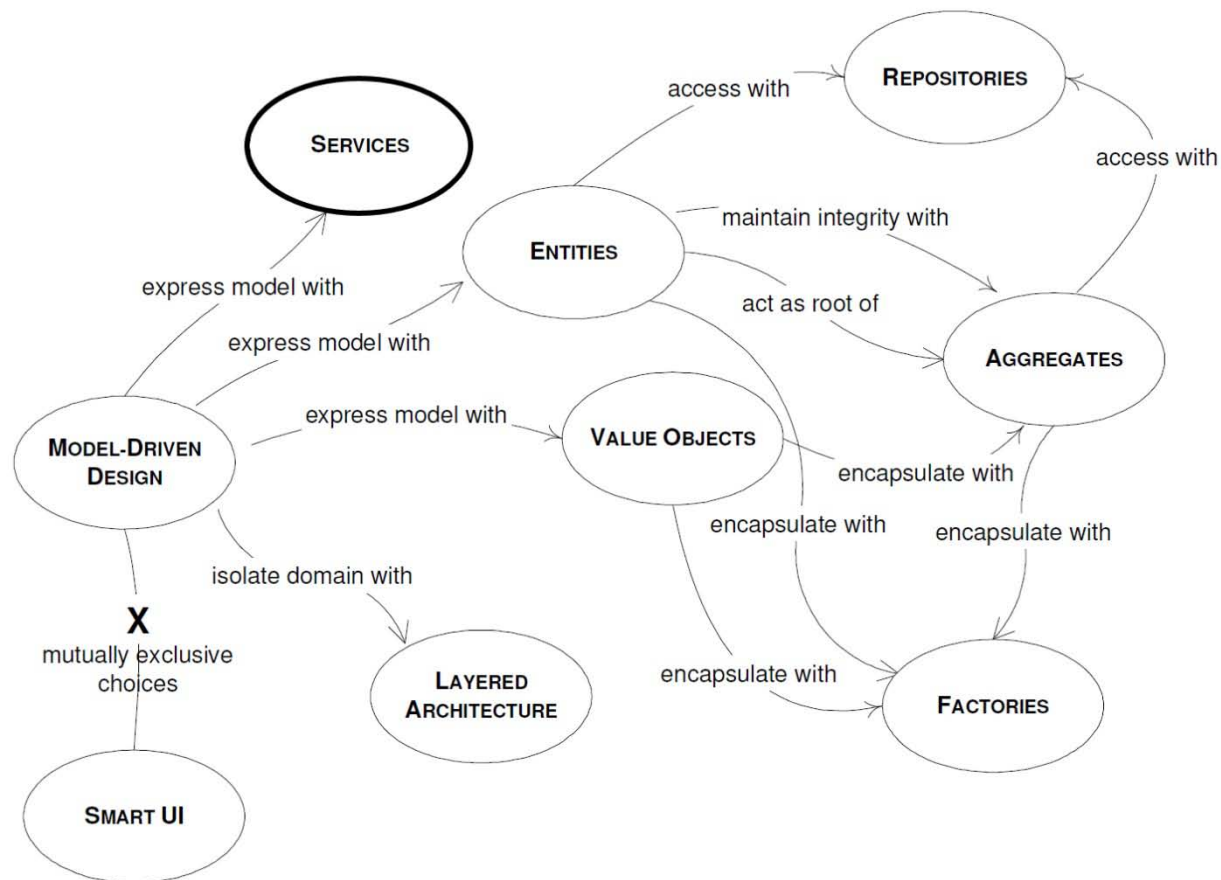 REPOSITORIES
access with
SERVICES
access with
maintain integrity with
ENTITIES
express model with
act as root of
express model with
AGGREGATES
express model with
VALUE OBJECTS
MODEL-DRIVEN
DESIGN
encapsulate with
encapsulate with
encapsulate with
isolate domain with
X
mutually exclusive
choices
encapsulate with
LAYERED
ARCHITECTURE
FACTORIES
SMART UI